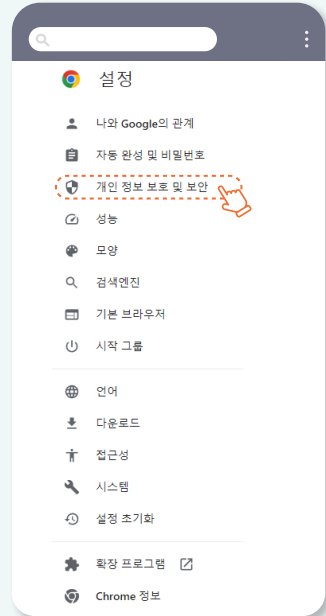 설정
나와 Google의 관계
자동 완성 및 비밀번호
개인 정보 보호 및 보안
성능
모양
검색엔진
기본 브라우저
시작 그룹
언어
다운로드
접근성
시스템
설정 초기화
확장 프로그램
Chrome 정보